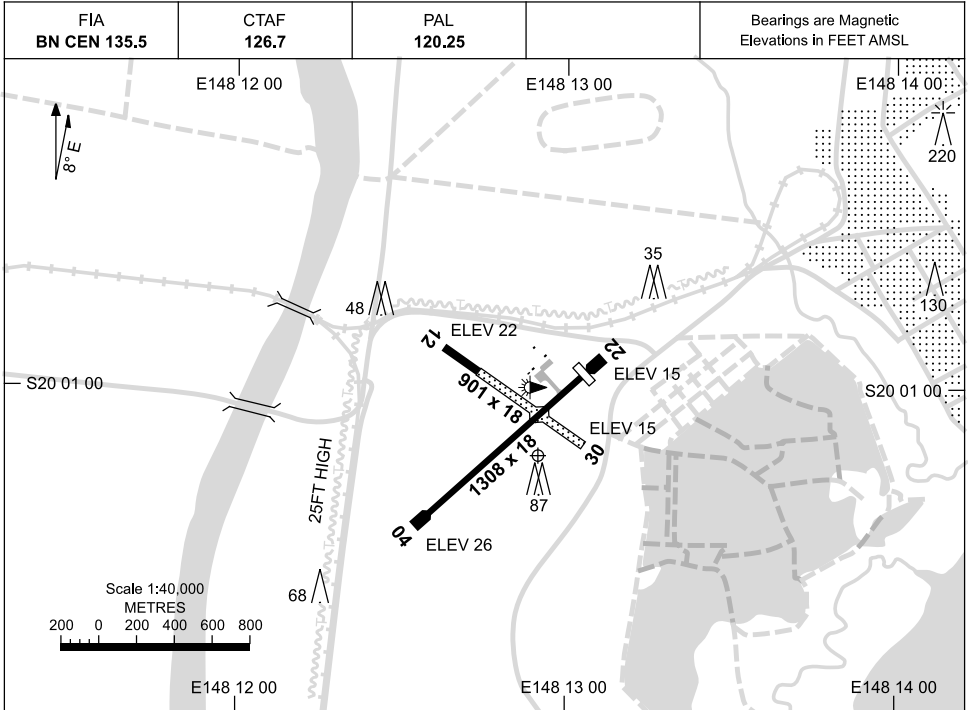 FIA
BN CEN 135.5
CTAF
126.7
PAL
120.25
Bearings are Magnetic
Elevations in FEET AMSL
E148 12 00
E148 13 00
E148 14 00
8° E
220
35
48
130
12
ELEV 22
22
ELEV 15
S20 01 00
S20 01 00
901 x 18
ELEV 15
30
1308 x 18
87
25FT HIGH
04
ELEV 26
68
Scale 1:40,000
METRES
200 0 200 400 600 800
E148 12 00
E148 13 00
E148 14 00